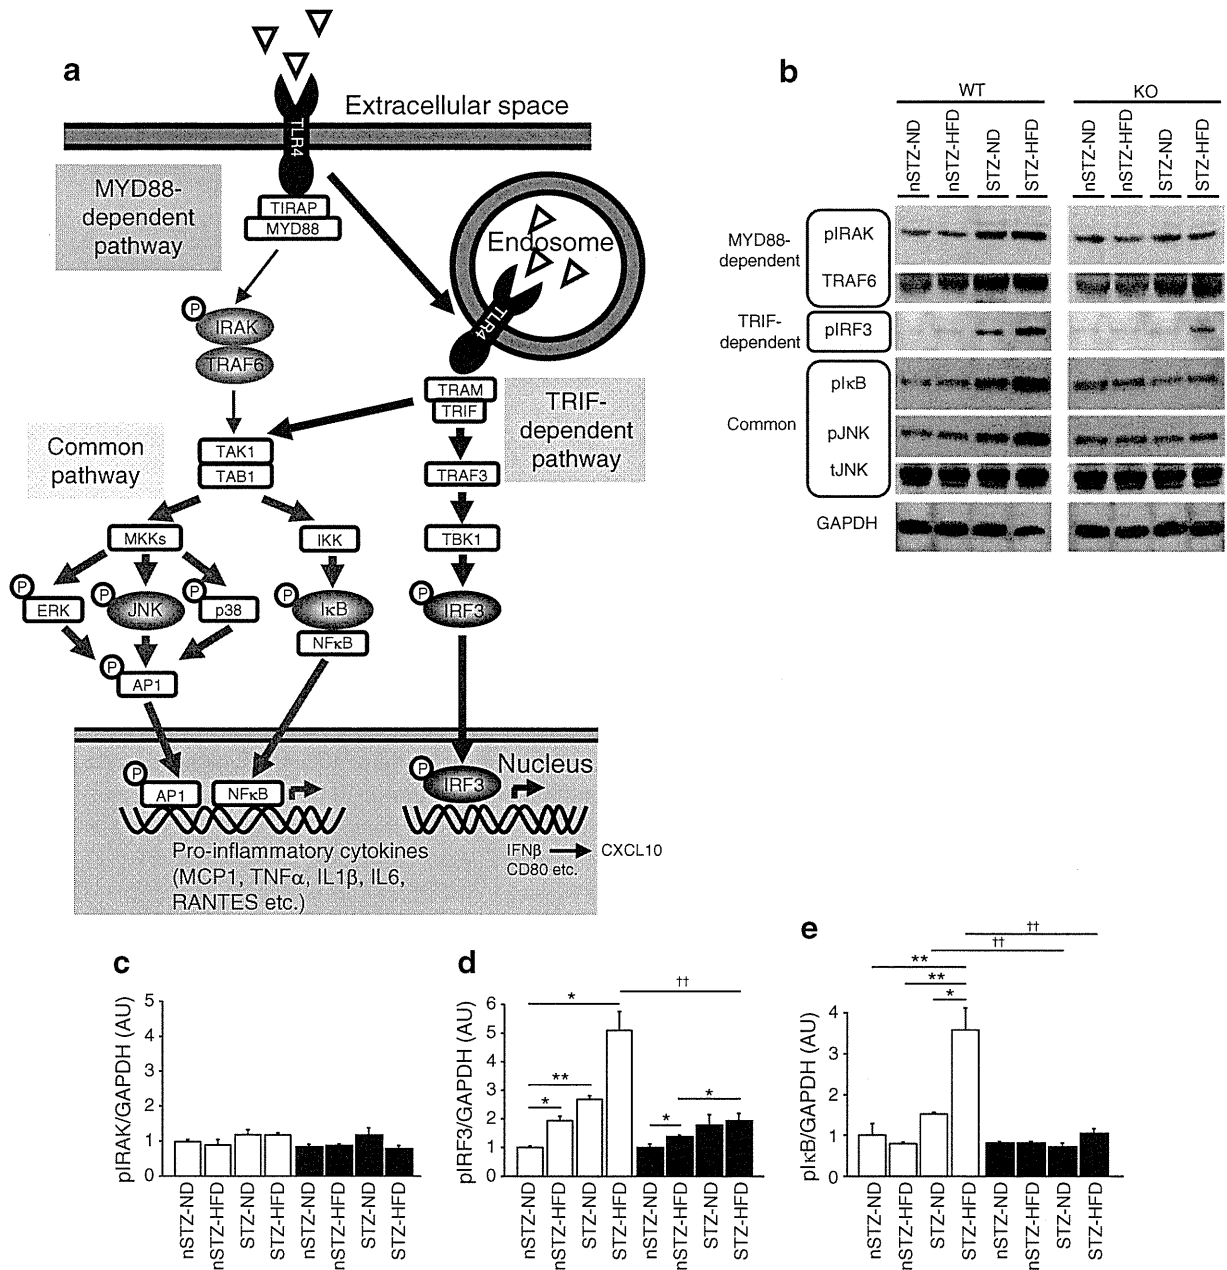 a
Extracellular space
TLR4
MYD88-
dependent
pathway
TIRAP
MYD88
Endosome
TLR4
P
IRAK
TRAF6
TRAM
TRIF
TRIF-
dependent
pathway
Common
pathway
TAK1
TAB1
TRAF3
MKKs
IKK
TBK1
P
ERK
P
JNK
P
p38
P
IκB
NFκB
P
IRF3
P
AP1
P
AP1
NFκB
P
IRF3
Nucleus
Pro-inflammatory cytokines
(MCP1, TNFα, IL1β, IL6,
RANTES etc.)
IFNβ
CXCL10
CD80 etc.
b
WT
KO
nSTZ-ND
nSTZ-HFD
STZ-ND
STZ-HFD
nSTZ-ND
nSTZ-HFD
STZ-ND
STZ-HFD
MYD88-
dependent
pIRAK
TRAF6
TRIF-
dependent
pIRF3
Common
pIκB
pJNK
tJNK
GAPDH
c
pIRAK/GAPDH (AU)
5
4
3
2
1
0
nSTZ-ND
nSTZ-HFD
STZ-ND
STZ-HFD
nSTZ-ND
nSTZ-HFD
STZ-ND
STZ-HFD
d
pIRF3/GAPDH (AU)
6
5
4
3
2
1
0
*
**
*
††
*
*
nSTZ-ND
nSTZ-HFD
STZ-ND
STZ-HFD
nSTZ-ND
nSTZ-HFD
STZ-ND
STZ-HFD
e
pIκB/GAPDH (AU)
4
3
2
1
0
††
††
**
**
*
nSTZ-ND
nSTZ-HFD
STZ-ND
STZ-HFD
nSTZ-ND
nSTZ-HFD
STZ-ND
STZ-HFD